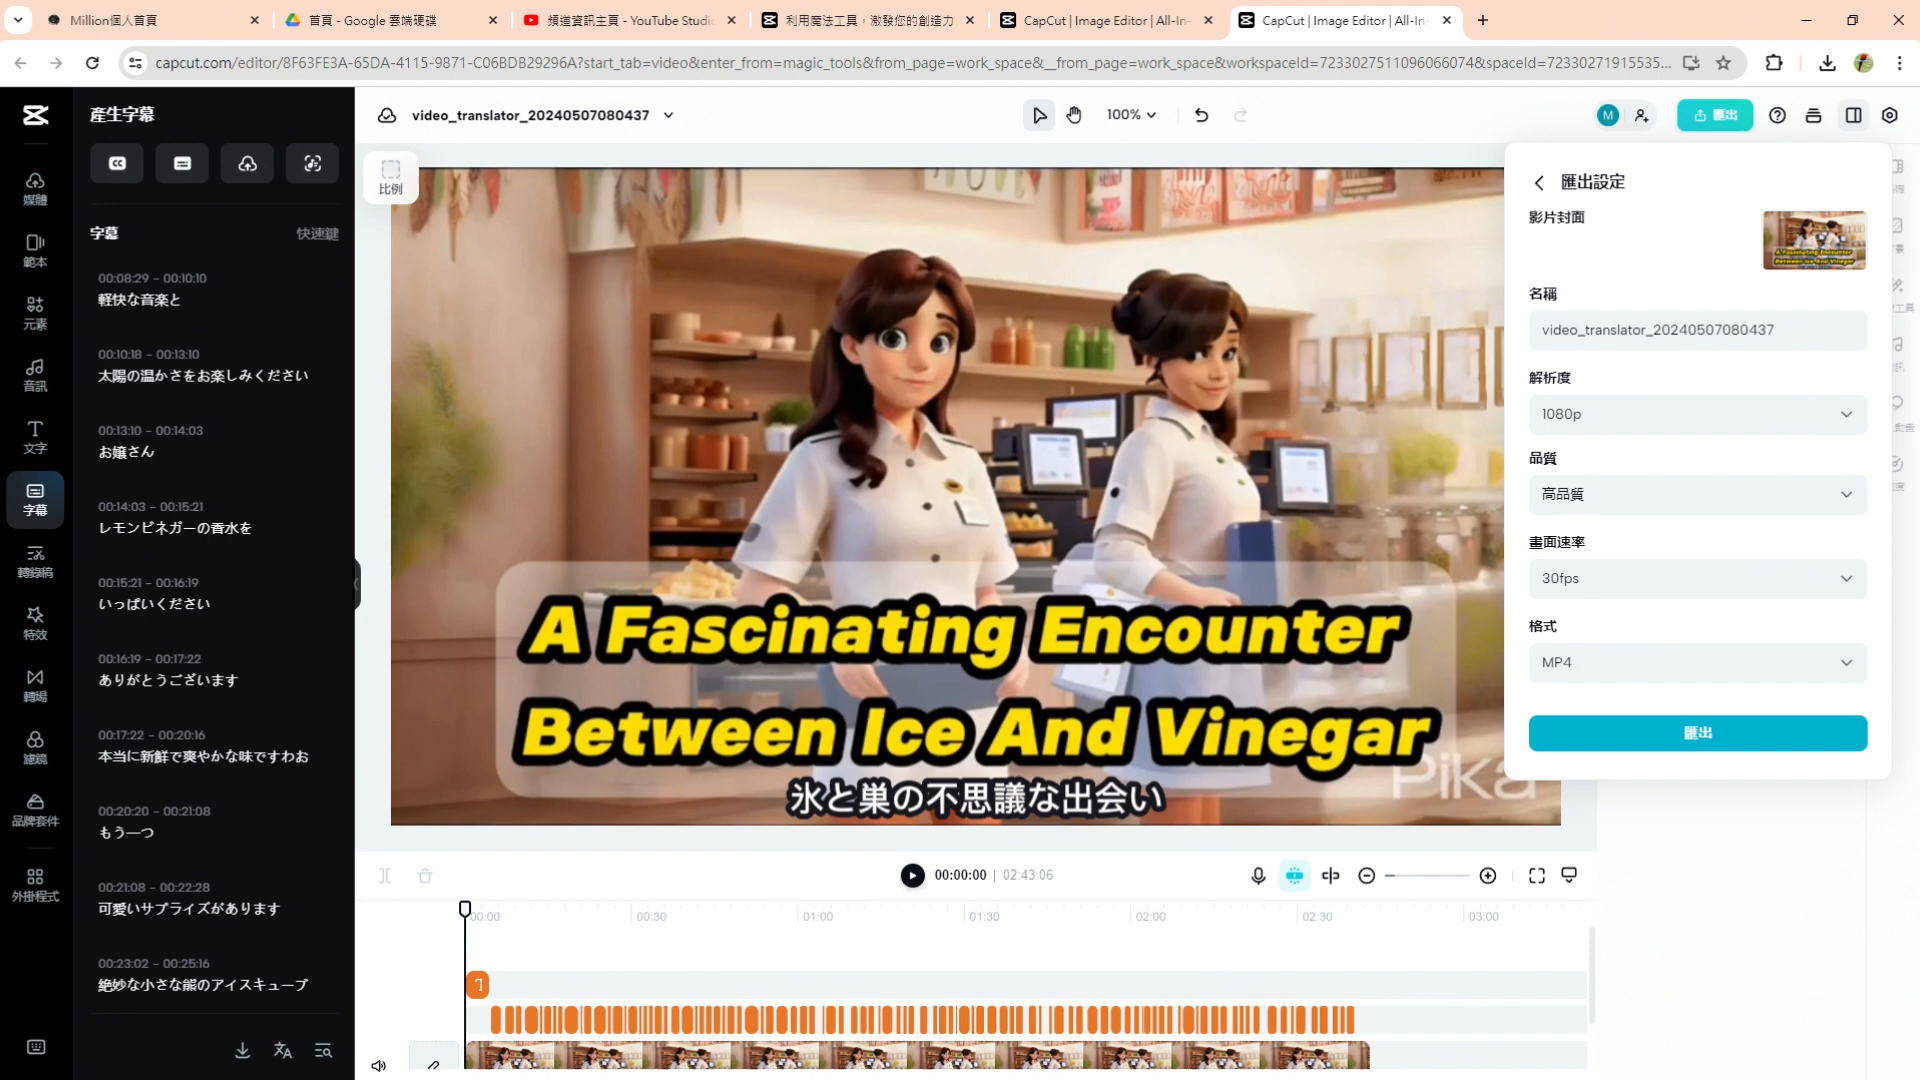 Million個人首頁
首頁 - Google 雲端硬碟
頻道資訊主頁 - YouTube Studio
利用魔法工具，激發您的創造力
CapCut | Image Editor | All-In-
CapCut | Image Editor | All-In-
capcut.com/editor/8F63FE3A-65DA-4115-9871-C06BDB29296A?start_tab=video&enter_from=magic_tools&from_page=work_space&__from_page=work_space&workspaceId=7233027511096066074&spaceId=72330271915535...
產生字幕
video_translator_20240507080437
100%
M
匯出
CC
媒體
範本
元素
音訊
文字
字幕
轉錄稿
特效
轉場
濾鏡
品牌套件
外掛程式
字幕
快速鍵
00:08:29 – 00:10:10
軽快な音楽と
00:10:18 – 00:13:10
太陽の温かさをお楽しみください
00:13:10 – 00:14:03
お嬢さん
00:14:03 – 00:15:21
レモンビネガーの香水を
00:15:21 – 00:16:19
いっぱいください
00:16:19 – 00:17:22
ありがとうございます
00:17:22 – 00:20:16
本当に新鮮で爽やかな味ですわお
00:20:20 – 00:21:08
もう一つ
00:21:08 – 00:22:28
可愛いサプライズがあります
00:23:02 – 00:25:16
絶妙な小さな熊のアイスキューブ
比例
A Fascinating Encounter
Between Ice And Vinegar
氷と巣の不思議な出会い
Pika
匯出設定
影片封面
A Fascinating Encounter
Between Ice And Vinegar
名稱
video_translator_20240507080437
解析度
1080p
品質
高品質
畫面速率
30fps
格式
MP4
匯出
00:00:00 | 02:43:06
00:00
00:30
01:00
01:30
02:00
02:30
03:00